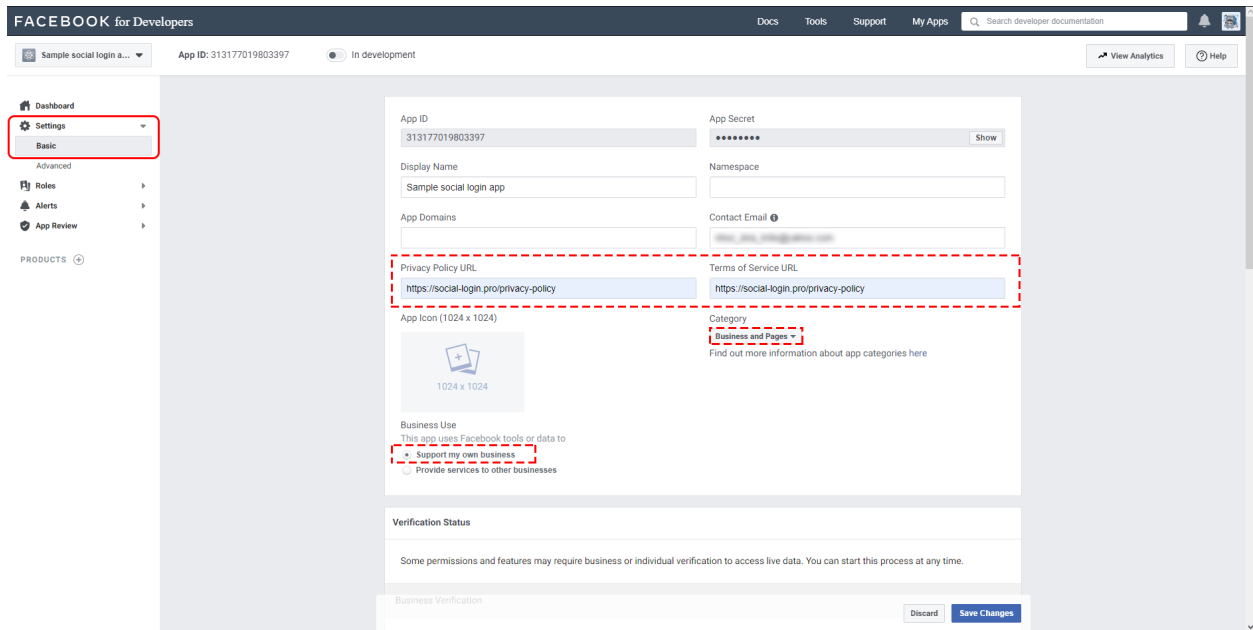 FACEBOOK for Developers
Docs Tools Support My Apps Search developer documentation
Sample social login a... App ID: 313177019803397 In development View Analytics Help
Dashboard
Settings
Basic
Advanced
Roles
Alerts
App Review
PRODUCTS
App ID App Secret
313177019803397 ●●●●●●●● Show
Display Name Namespace
Sample social login app
App Domains Contact Email
Privacy Policy URL Terms of Service URL
https://social-login.pro/privacy-policy https://social-login.pro/privacy-policy
App Icon (1024 x 1024) Category
Business and Pages
Find out more information about app categories here
1024 x 1024
Business Use
This app uses Facebook tools or data to
Support my own business
Provide services to other businesses
Verification Status
Some permissions and features may require business or individual verification to access live data. You can start this process at any time.
Business Verification
Discard Save Changes